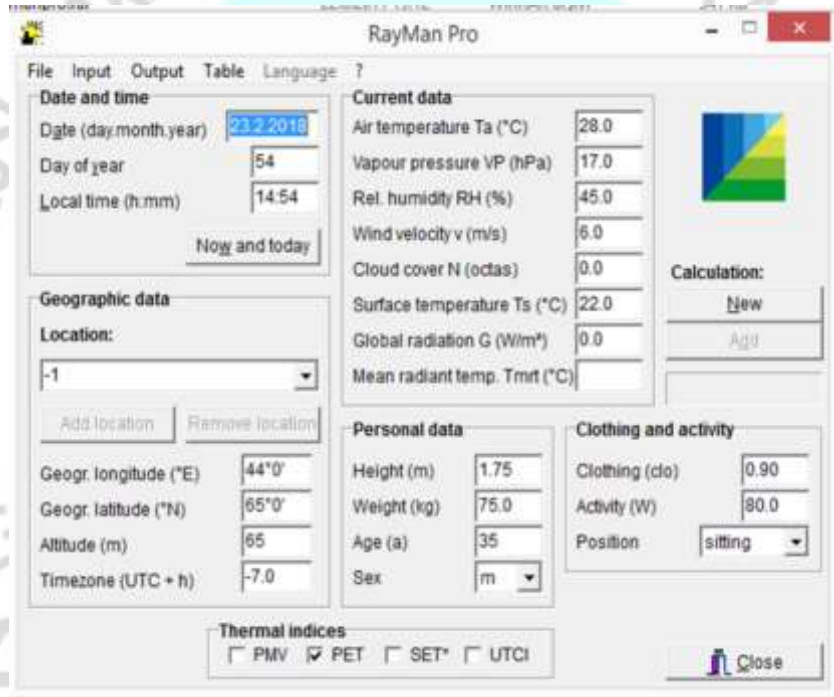 RayMan Pro
File Input Output Table Language ?
Date and time
Date (day.month.year) 23.2.2018
Day of year 54
Local time (h:mm) 14:54
Now and today
Geographic data
Location:
-1
Add location Remove location
Geogr. longitude (°E) 44°0'
Geogr. latitude (°N) 65°0'
Altitude (m) 65
Timezone (UTC + h) -7.0
Current data
Air temperature Ta (°C) 28.0
Vapour pressure VP (hPa) 17.0
Rel. humidity RH (%) 45.0
Wind velocity v (m/s) 6.0
Cloud cover N (octas) 0.0
Surface temperature Ts (°C) 22.0
Global radiation G (W/m²) 0.0
Mean radiant temp. Tmrt (°C)
Calculation:
New
Add
Personal data
Height (m) 1.75
Weight (kg) 75.0
Age (a) 35
Sex m
Clothing and activity
Clothing (clo) 0.90
Activity (W) 80.0
Position sitting
Thermal indices
PMV PET SET* UTCI
Close